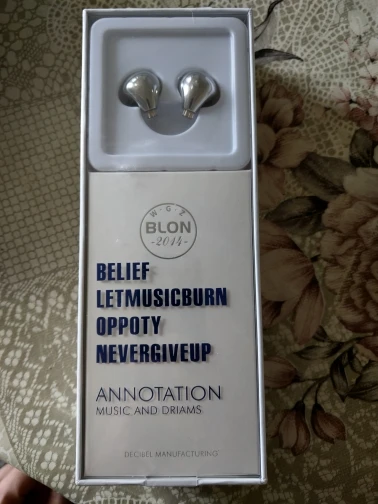 W·G·Z
BLON
-2014-
BELIEF
LETMUSICBURN
OPPOTY
NEVERGIVEUP
ANNOTATION
MUSIC AND DRIAMS
DECIBEL MANUFACTURING